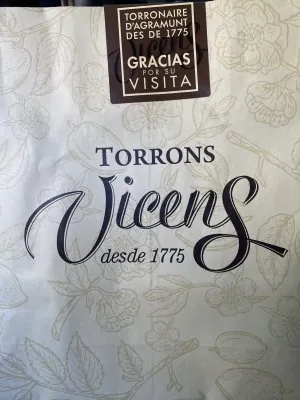 TORRONAIRE
D'AGRAMUNT
DES DE 1775
GRACIAS
POR SU
VISITA
TORRONS
Vicens
desde 1775